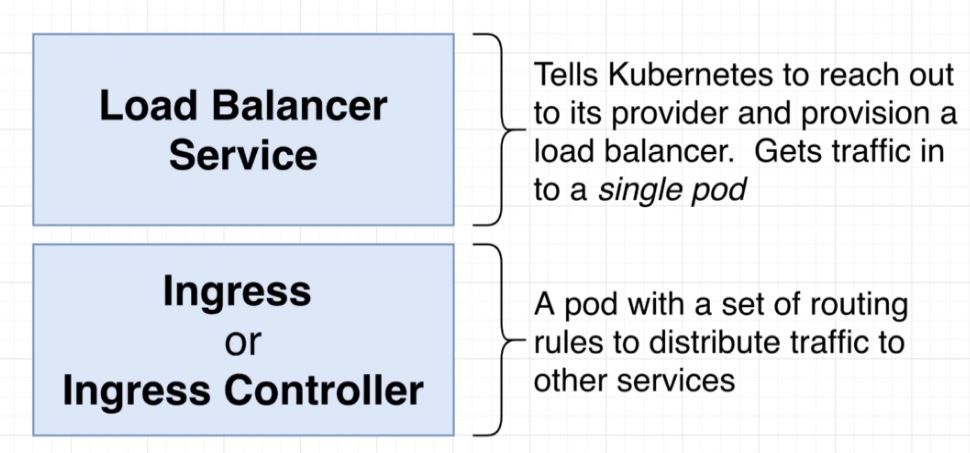 Load Balancer
Service
Tells Kubernetes to reach out
to its provider and provision a
load balancer.  Gets traffic in
to a single pod
Ingress
or
Ingress Controller
A pod with a set of routing
rules to distribute traffic to
other services